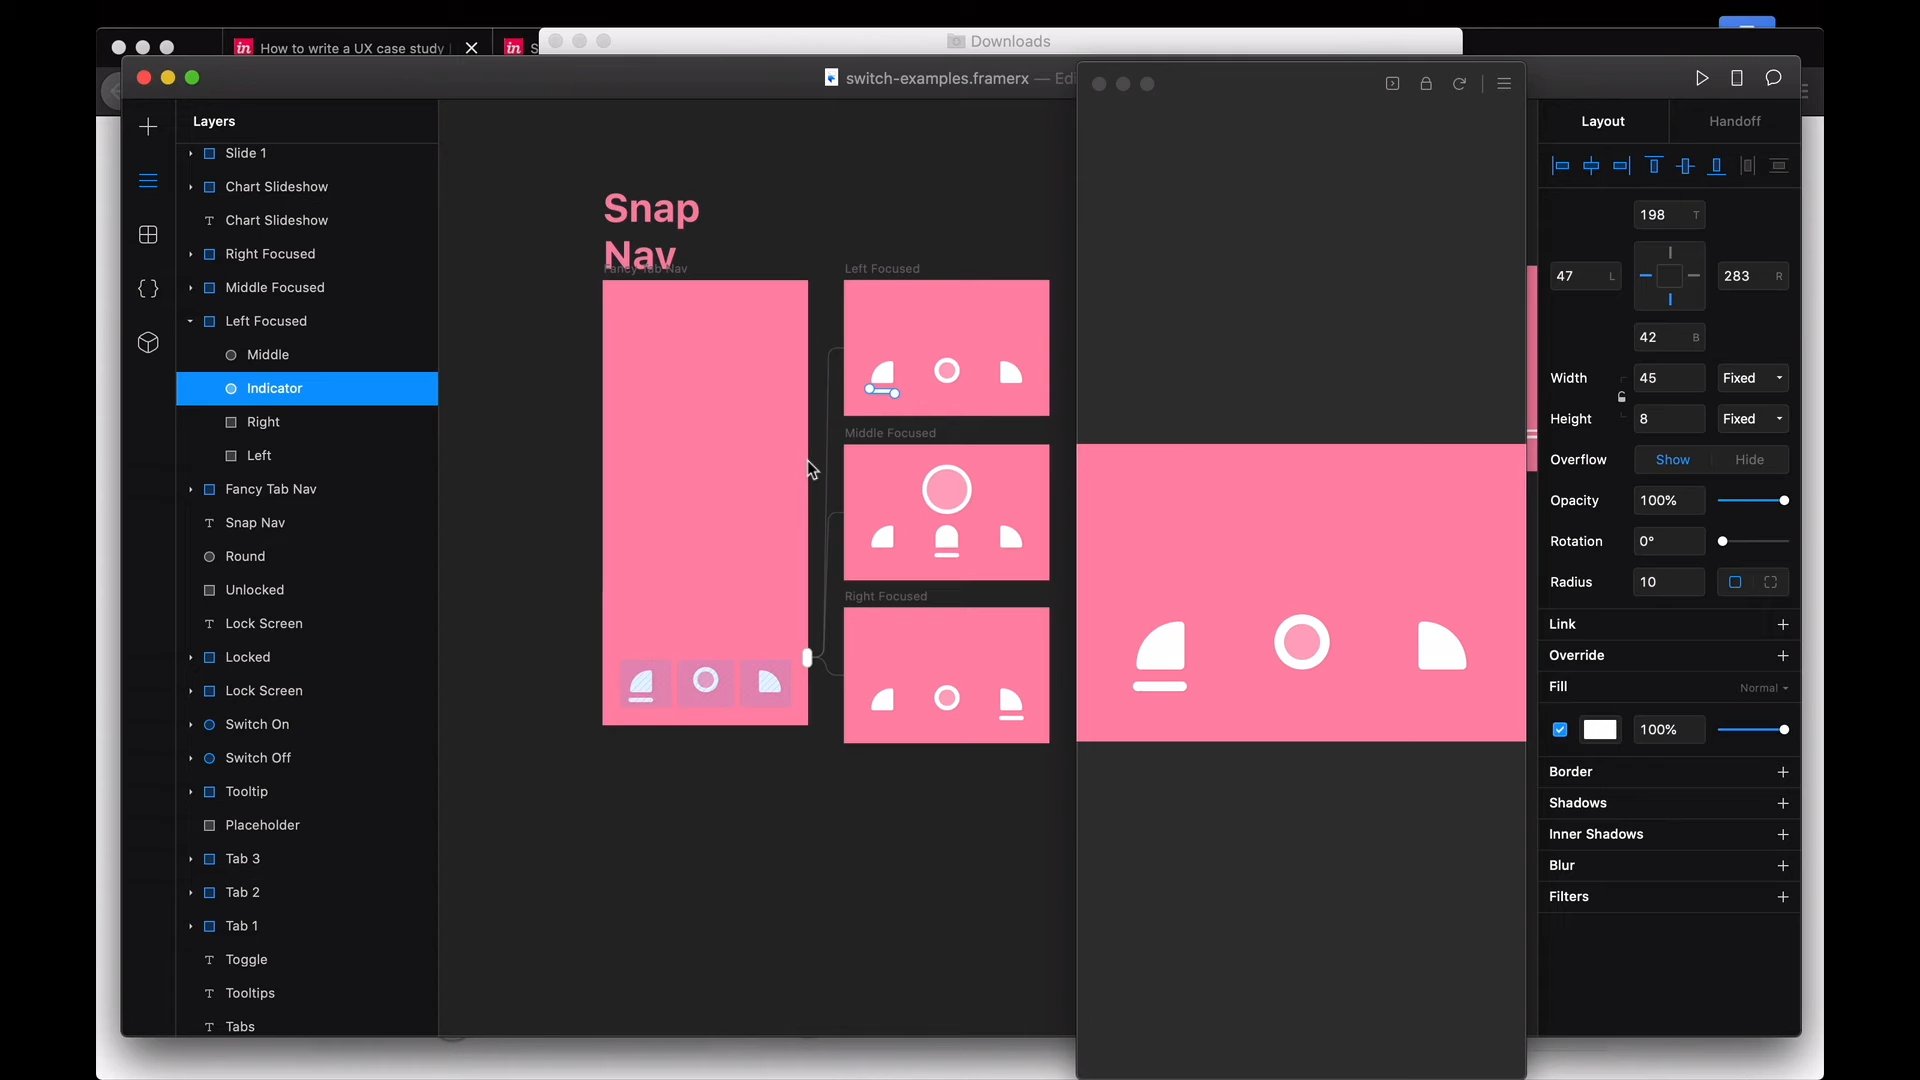 How to write a UX case study
Downloads
switch-examples.framerx — Edi
Layers
Slide 1
Chart Slideshow
Chart Slideshow
Right Focused
Middle Focused
Left Focused
Middle
Indicator
Right
Left
Fancy Tab Nav
Snap Nav
Round
Unlocked
Lock Screen
Locked
Lock Screen
Switch On
Switch Off
Tooltip
Placeholder
Tab 3
Tab 2
Tab 1
Toggle
Tooltips
Tabs
Snap
Nav
Fancy Tab Nav
Left Focused
Middle Focused
Right Focused
Layout
Handoff
198 T
47 L
283 R
42 B
Width 45 Fixed
Height 8 Fixed
Overflow Show Hide
Opacity 100%
Rotation 0°
Radius 10
Link
Override
Fill Normal
100%
Border
Shadows
Inner Shadows
Blur
Filters